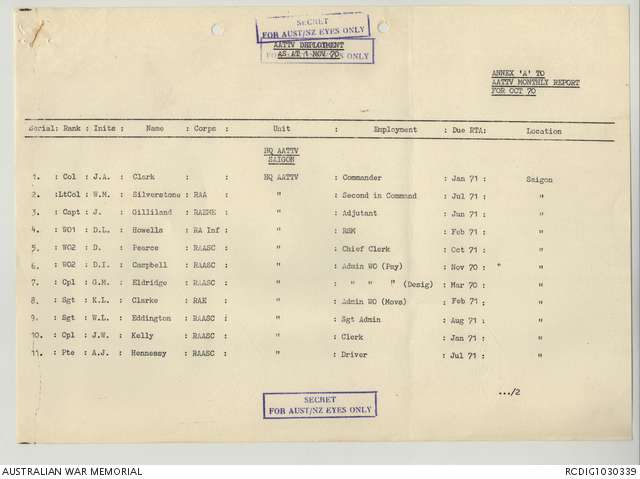 SECRET
FOR AUST/NZ EYES ONLY
AATTV DEPLOYMENT
AS AT 1 NOV 70
EYES ONLY
ANNEX 'A' TO
AATTV MONTHLY REPORT
FOR OCT 70
Serial: Rank : Inits : Name : Corps : Unit : Employment : Due RTA: Location
HQ AATTV
SAIGON
1. : Col : J.A. : Clark : : HQ AATTV : Commander : Jan 71 : Saigon
2. :LtCol : W.M. : Silverstone : RAA : " : Second in Command : Jul 71 : "
3. : Capt : J. : Gilliland : RAEME : " : Adjutant : Jun 71 : "
4. : WO1 : D.L. : Howells : RA Inf : " : RSM : Feb 71 : "
5. : WO2 : D. : Pearce : RAASC : " : Chief Clerk : Oct 71 : "
6. : WO2 : D.I. : Campbell : RAASC : " : Admin WO (Pay) : Nov 70 : " "
7. : Cpl : G.M. : Eldridge : RAASC : " : " " " (Desig) : Mar 70 : "
8. : Sgt : K.L. : Clarke : RAE : " : Admin WO (Movs) : Feb 71 : "
9. : Sgt : W.L. : Eddington : RAASC : " : Sgt Admin : Aug 71 : "
10. : Cpl : J.W. : Kelly : RAASC : " : Clerk : Jan 71 : "
11. : Pte : A.J. : Hennessy : RAASC : " : Driver : Jul 71 : "
.../2
SECRET
FOR AUST/NZ EYES ONLY
AUSTRALIAN WAR MEMORIAL
RCDIG1030339